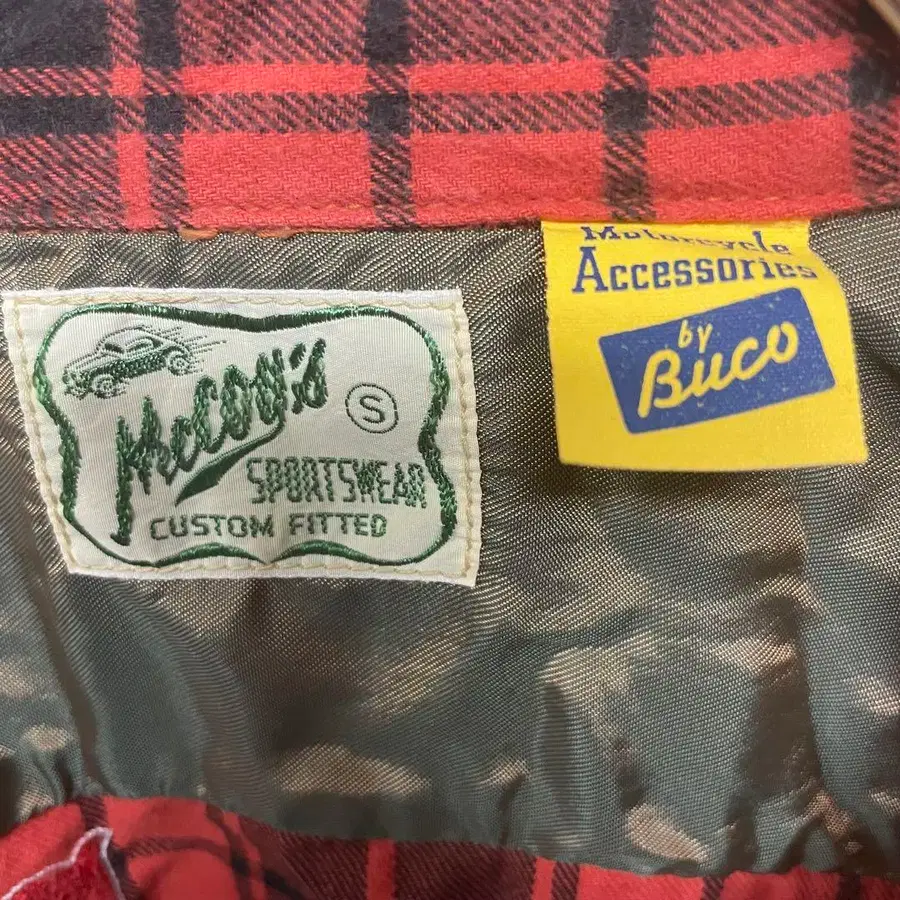 McCOY's
S
SPORTSWEAR
CUSTOM FITTED
Motorcycle
Accessories
by
Buco